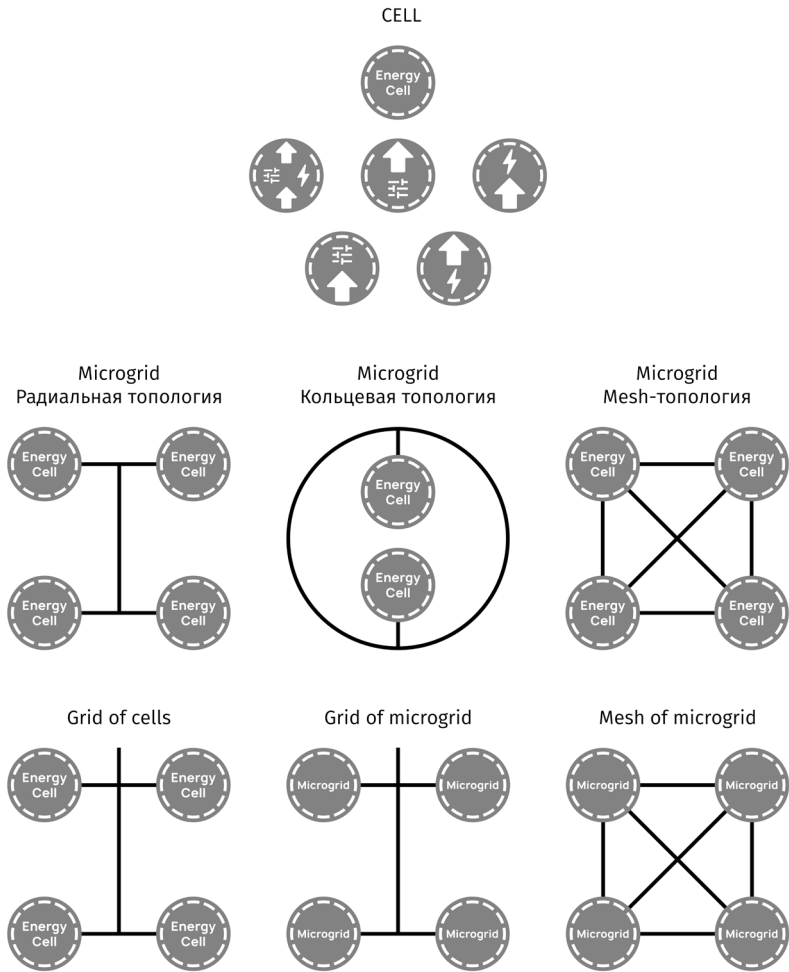 CELL
Energy
Cell
Microgrid
Радиальная топология
Microgrid
Кольцевая топология
Microgrid
Mesh-топология
Energy
Cell
Energy
Cell
Energy
Cell
Energy
Cell
Energy
Cell
Energy
Cell
Energy
Cell
Energy
Cell
Energy
Cell
Energy
Cell
Grid of cells
Grid of microgrid
Mesh of microgrid
Energy
Cell
Energy
Cell
Microgrid
Microgrid
Microgrid
Microgrid
Energy
Cell
Energy
Cell
Microgrid
Microgrid
Microgrid
Microgrid